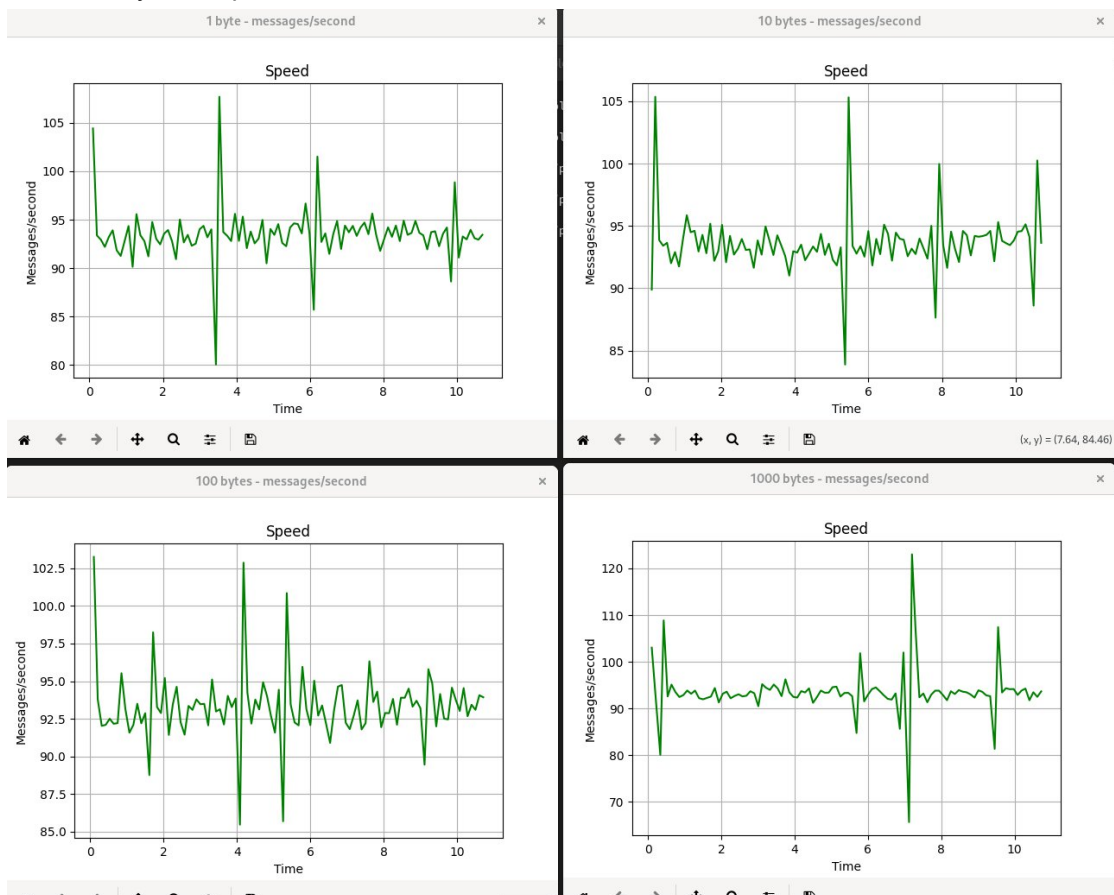 1 byte - messages/second ×
Speed
Messages/second
105
100
95
90
85
80
0 2 4 6 8 10
Time
10 bytes - messages/second ×
Speed
Messages/second
105
100
95
90
85
0 2 4 6 8 10
Time
(x, y) = (7.64, 84.46)
100 bytes - messages/second ×
Speed
Messages/second
102.5
100.0
97.5
95.0
92.5
90.0
87.5
85.0
0 2 4 6 8 10
Time
1000 bytes - messages/second ×
Speed
Messages/second
120
110
100
90
80
70
0 2 4 6 8 10
Time